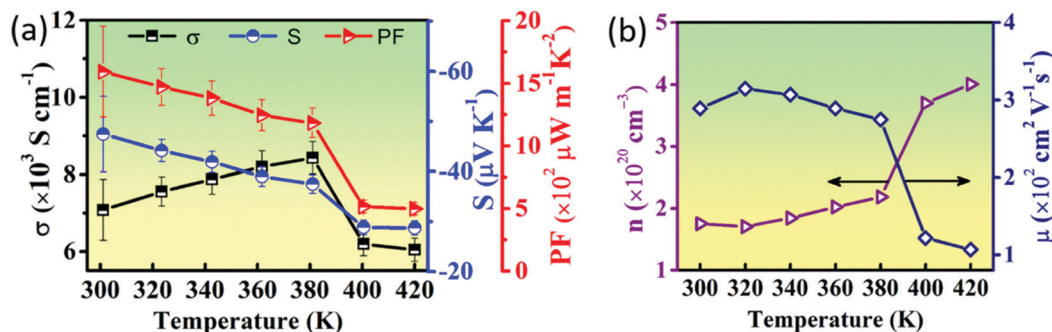 (a)
σ
S
PF
12
10
8
6
σ (×10³ S cm⁻¹)
300 320 340 360 380 400 420
Temperature (K)
-60
-40
-20
S (μV K⁻¹)
20
15
10
5
0
PF (×10² μW m⁻¹K⁻²)
(b)
5
4
3
2
1
n (×10²⁰ cm⁻³)
300 320 340 360 380 400 420
Temperature (K)
4
3
2
1
μ (×10² cm² V⁻¹s⁻¹)